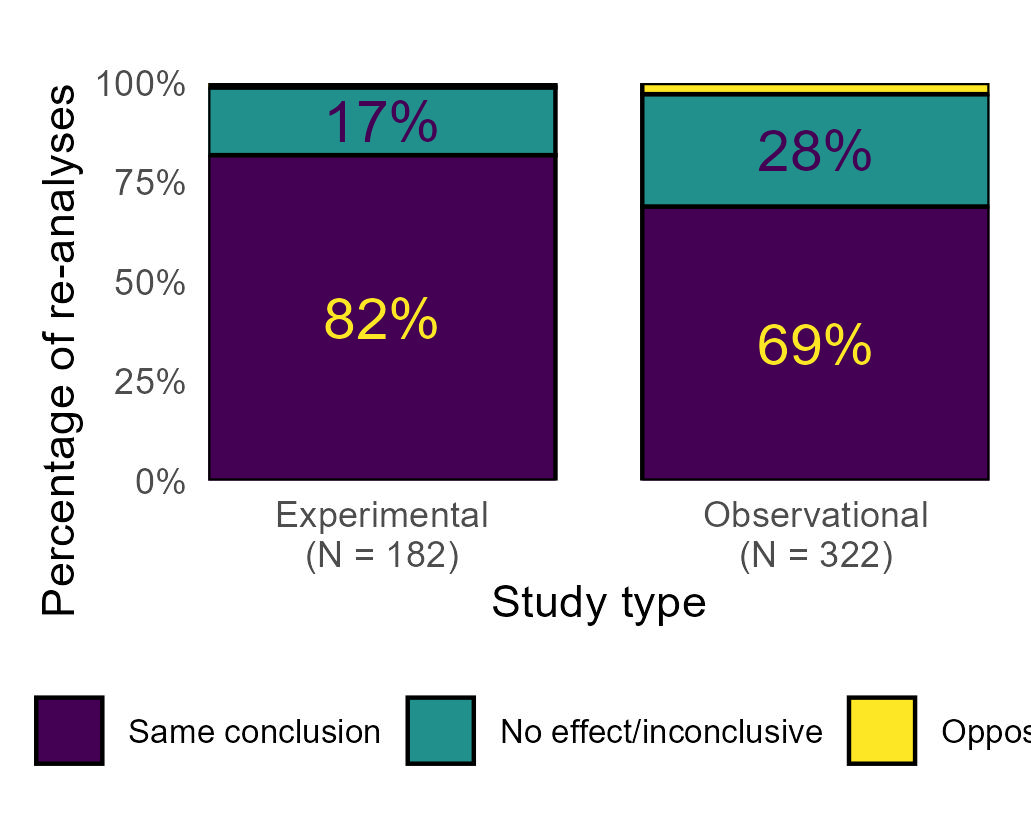 Percentage of re-analyses
100%
75%
50%
25%
0%
17%
82%
28%
69%
Experimental
(N = 182)
Observational
(N = 322)
Study type
Same conclusion
No effect/inconclusive